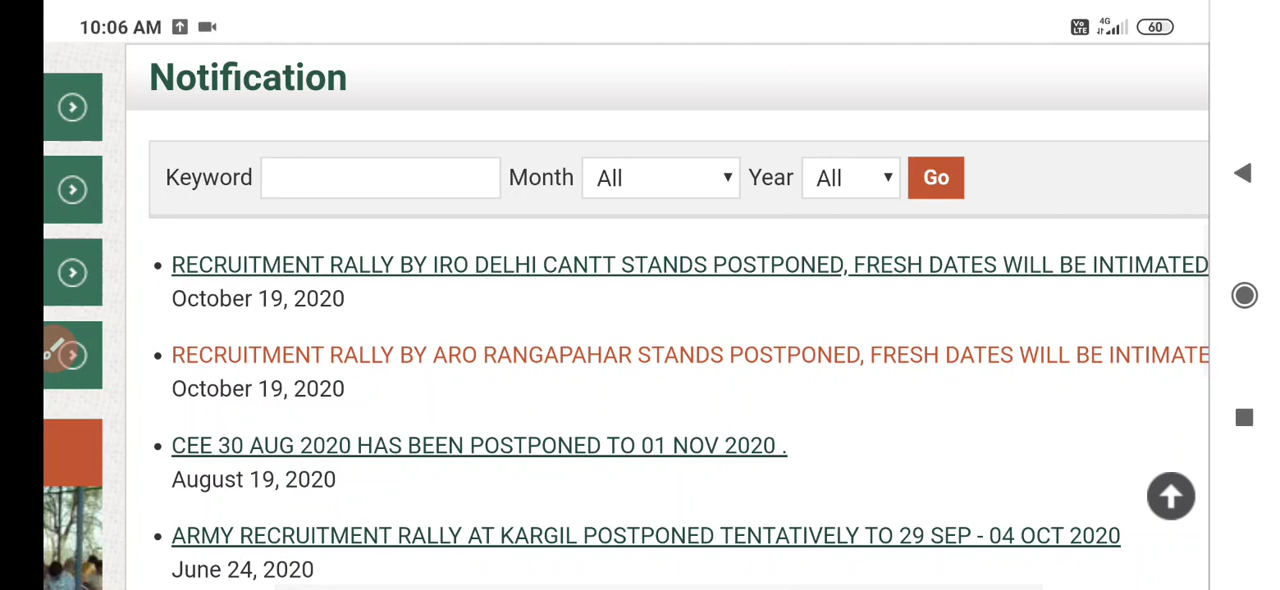 10:06 AM
Vo LTE 4G 60
Notification
Keyword Month All Year All Go
RECRUITMENT RALLY BY IRO DELHI CANTT STANDS POSTPONED, FRESH DATES WILL BE INTIMATED
October 19, 2020
RECRUITMENT RALLY BY ARO RANGAPAHAR STANDS POSTPONED, FRESH DATES WILL BE INTIMATE
October 19, 2020
CEE 30 AUG 2020 HAS BEEN POSTPONED TO 01 NOV 2020 .
August 19, 2020
ARMY RECRUITMENT RALLY AT KARGIL POSTPONED TENTATIVELY TO 29 SEP - 04 OCT 2020
June 24, 2020